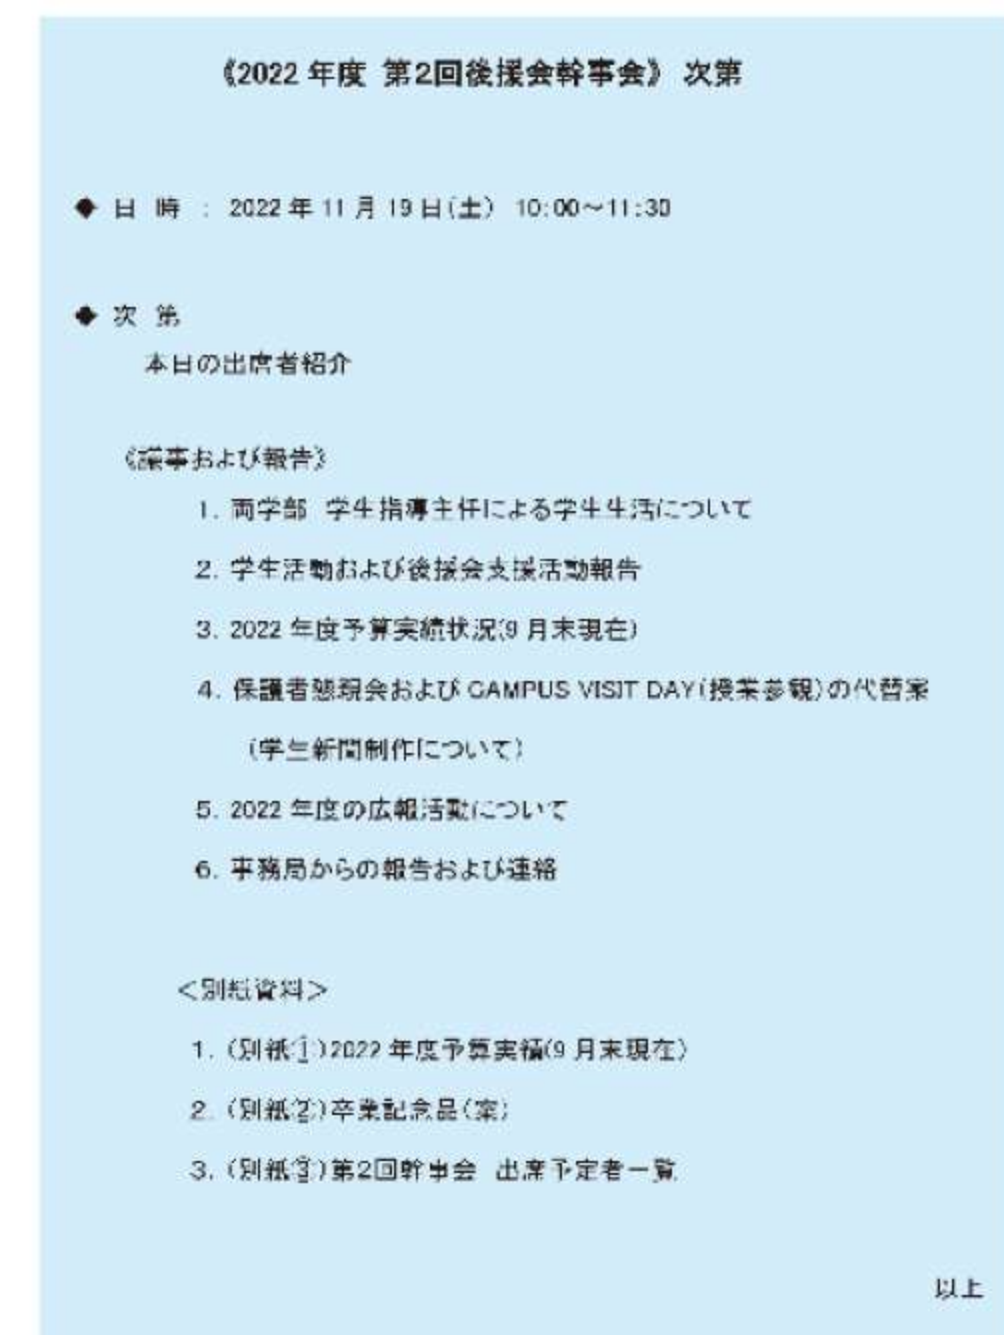 《2022 年度 第2回後援会幹事会》 次第
◆ 日 時 : 2022 年 11 月 19 日(土) 10:00～11:30
◆ 次 第
本日の出席者紹介
《議事および報告》
1. 両学部 学生指導主任による学生生活について
2. 学生活動および後援会支援活動報告
3. 2022 年度予算実績状況(9 月末現在)
4. 保護者懇親会および CAMPUS VISIT DAY(授業参観)の代替案
(学生新聞制作について)
5. 2022 年度の広報活動について
6. 事務局からの報告および連絡
＜別紙資料＞
1. (別紙①)2022 年度予算実績(9 月末現在)
2. (別紙②)卒業記念品(案)
3. (別紙③)第2回幹事会 出席予定者一覧
以上